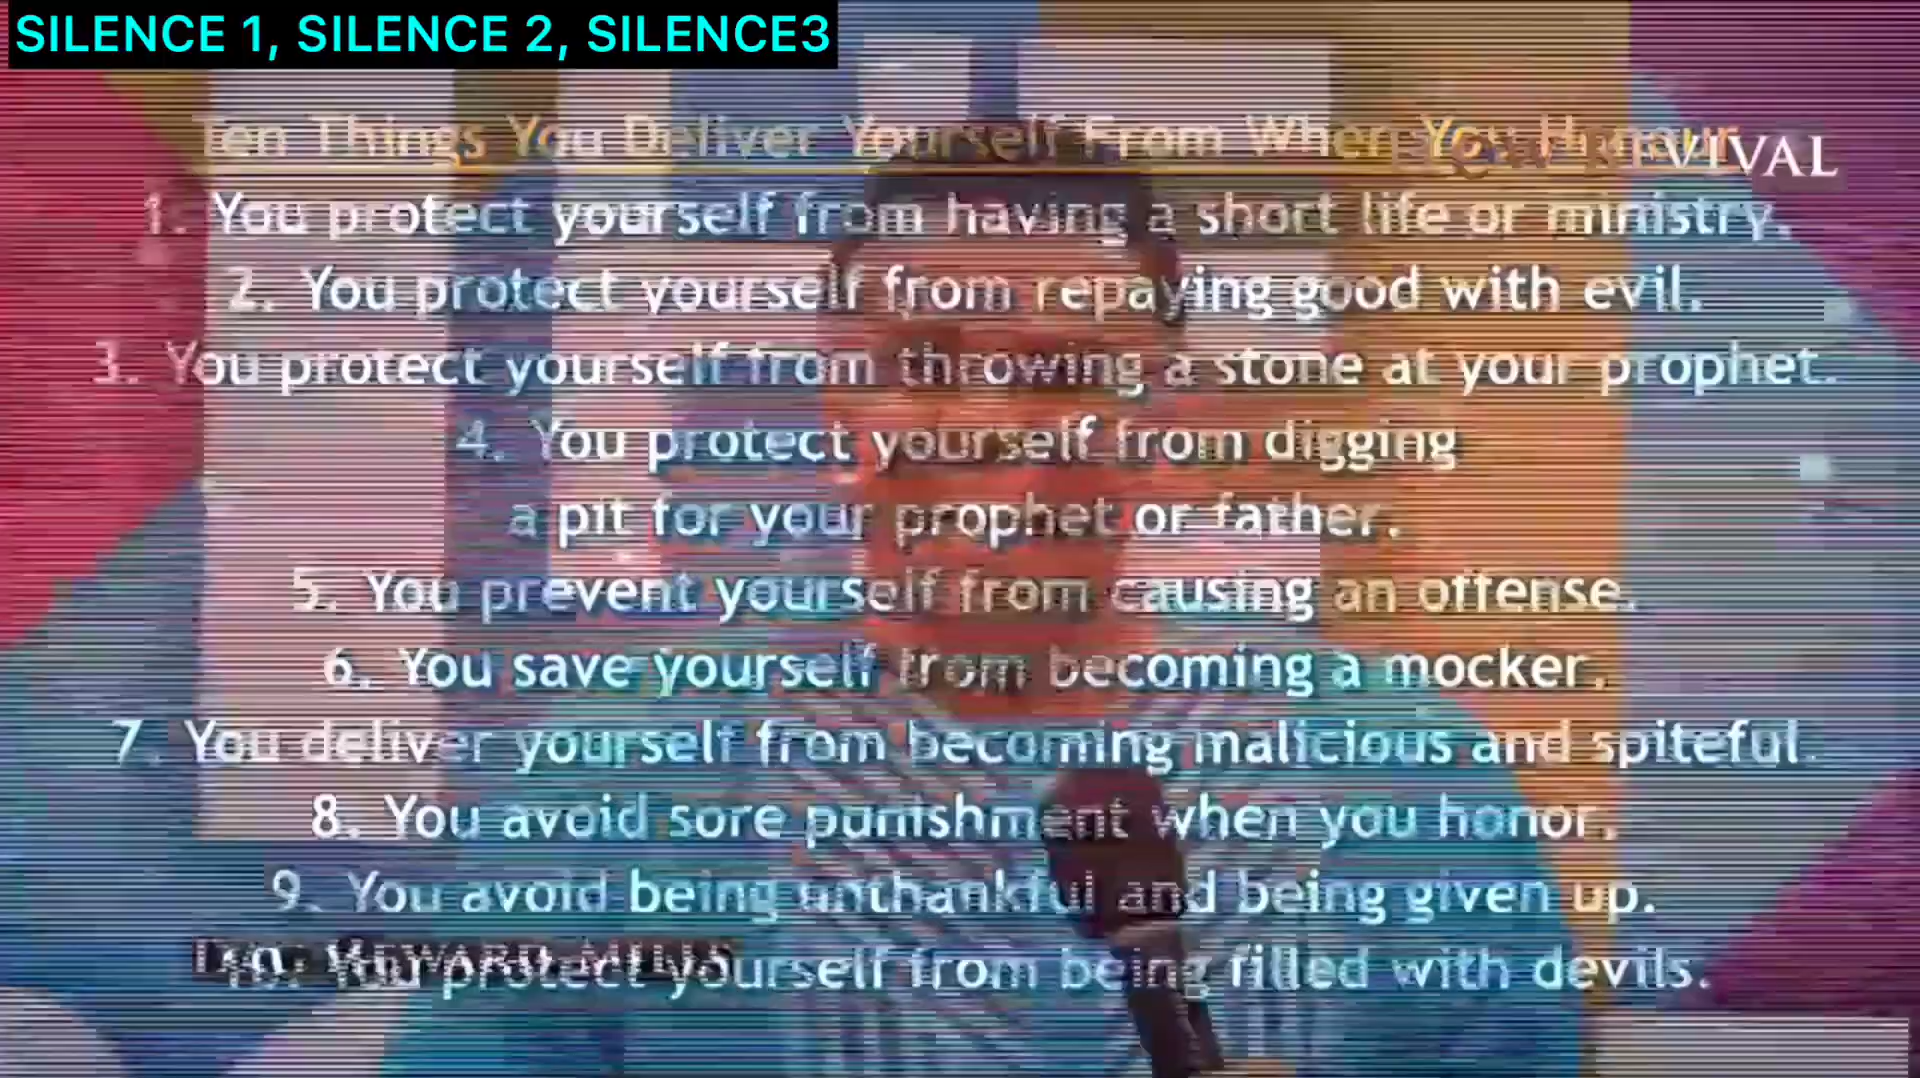 SILENCE 1, SILENCE 2, SILENCE3
Ten Things You Deliver Yourself From When You Honour
VIVAL
1. You protect yourself from having a short life or ministry.
2. You protect yourself from repaying good with evil.
3. You protect yourself from throwing a stone at your prophet.
4. You protect yourself from digging
a pit for your prophet or father.
5. You prevent yourself from causing an offense.
6. You save yourself from becoming a mocker.
7. You deliver yourself from becoming malicious and spiteful.
8. You avoid sore punishment when you honor.
9. You avoid being unthankful and being given up.
10. You protect yourself from being filled with devils.